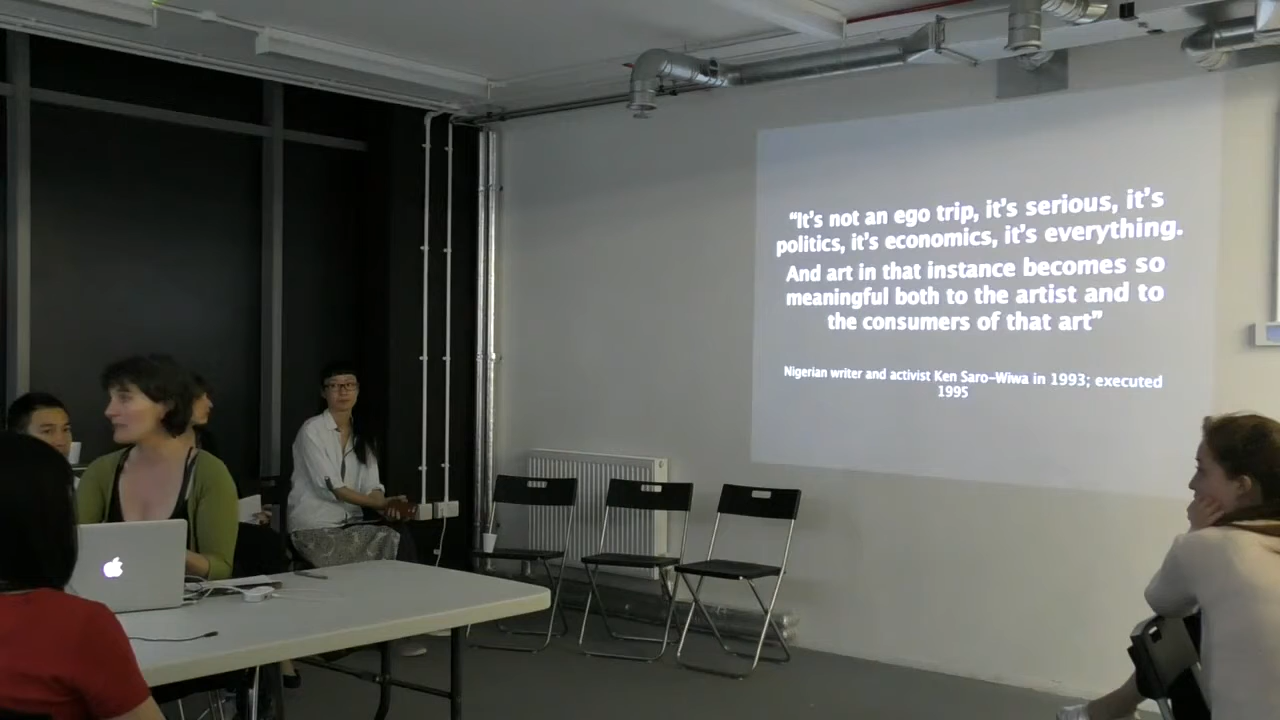 “It’s not an ego trip, it’s serious, it’s
politics, it’s economics, it’s everything.
And art in that instance becomes so
meaningful both to the artist and to
the consumers of that art”
Nigerian writer and activist Ken Saro-Wiwa in 1993; executed
1995